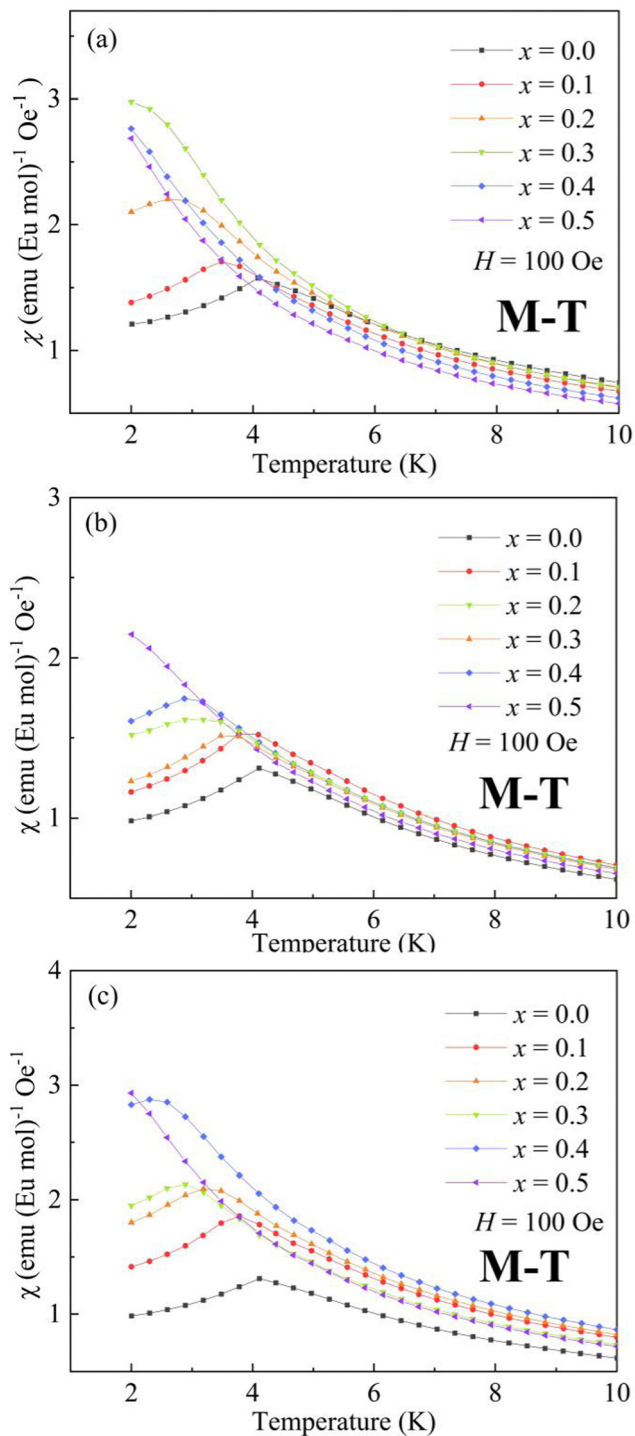 (a)
x = 0.0
x = 0.1
x = 0.2
x = 0.3
x = 0.4
x = 0.5
H = 100 Oe
M-T
3
2
1
χ (emu (Eu mol)⁻¹ Oe⁻¹)
2 4 6 8 10
Temperature (K)
(b)
x = 0.0
x = 0.1
x = 0.2
x = 0.3
x = 0.4
x = 0.5
H = 100 Oe
M-T
3
2
1
χ (emu (Eu mol)⁻¹ Oe⁻¹)
2 4 6 8 10
Temperature (K)
(c)
x = 0.0
x = 0.1
x = 0.2
x = 0.3
x = 0.4
x = 0.5
H = 100 Oe
M-T
4
3
2
1
χ (emu (Eu mol)⁻¹ Oe⁻¹)
2 4 6 8 10
Temperature (K)